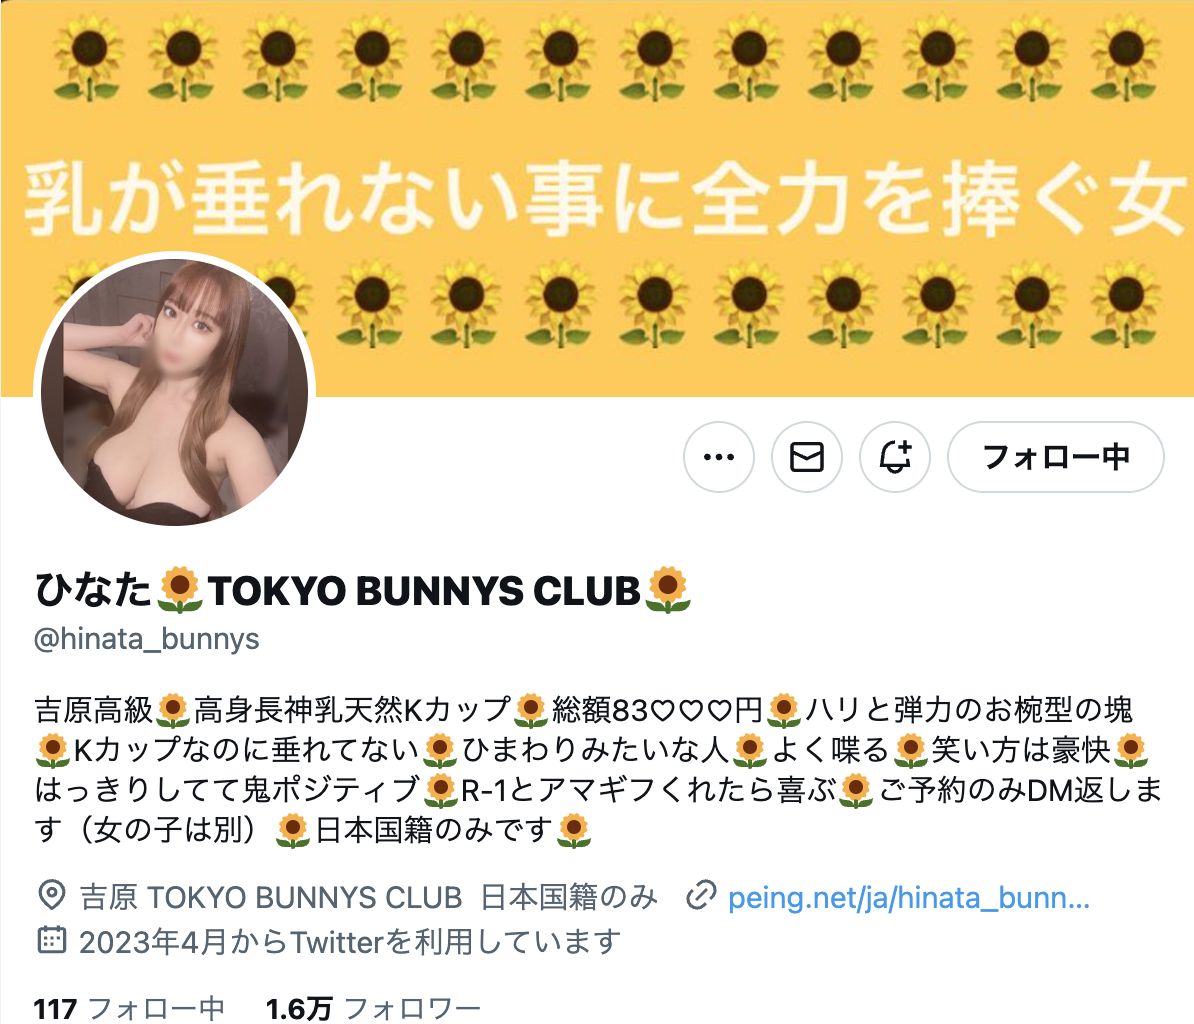 乳が垂れない事に全力を捧ぐ女
フォロー中
ひなた🌻TOKYO BUNNYS CLUB🌻
@hinata_bunnys
吉原高級🌻高身長神乳天然Kカップ🌻総額83♡♡♡円🌻ハリと弾力のお椀型の塊
🌻Kカップなのに垂れてない🌻ひまわりみたいな人🌻よく喋る🌻笑い方は豪快🌻
はっきりしてて鬼ポジティブ🌻R-1とアマギフくれたら喜ぶ🌻ご予約のみDM返しま
す（女の子は別）🌻日本国籍のみです🌻
吉原 TOKYO BUNNYS CLUB 日本国籍のみ peing.net/ja/hinata_bunn...
2023年4月からTwitterを利用しています
117 フォロー中 1.6万 フォロワー